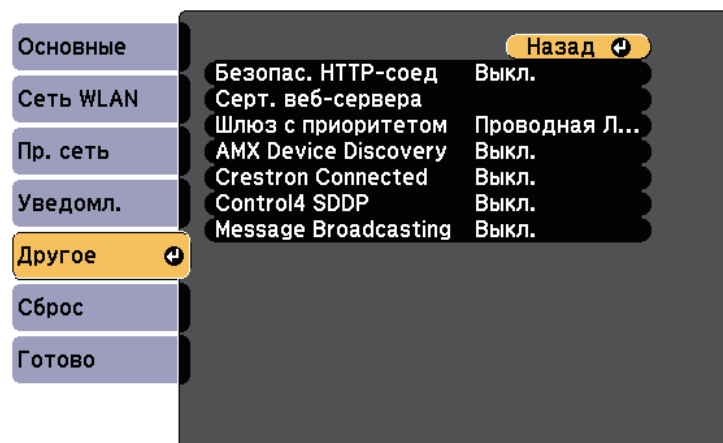 Основные
Сеть WLAN
Пр. сеть
Уведомл.
Другое
Сброс
Готово
Назад
Безопас. HTTP-соед Выкл.
Серт. веб-сервера
Шлюз с приоритетом Проводная Л...
AMX Device Discovery Выкл.
Crestron Connected Выкл.
Control4 SDDP Выкл.
Message Broadcasting Выкл.